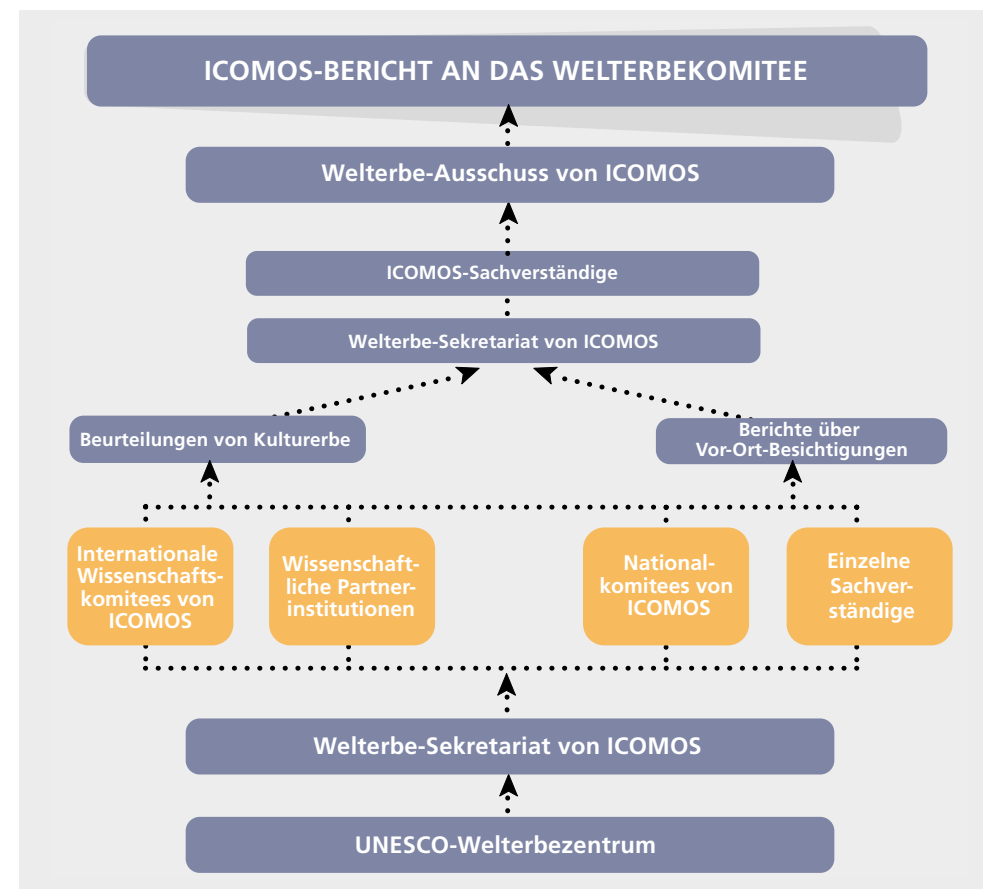 ICOMOS-BERICHT AN DAS WELTERBEKOMITEE
Welterbe-Ausschuss von ICOMOS
ICOMOS-Sachverständige
Welterbe-Sekretariat von ICOMOS
Beurteilungen von Kulturerbe
Berichte über
Vor-Ort-Besichtigungen
Internationale
Wissenschafts-
komitees von
ICOMOS
Wissenschaft-
liche Partner-
institutionen
National-
komitees von
ICOMOS
Einzelne
Sachver-
ständige
Welterbe-Sekretariat von ICOMOS
UNESCO-Welterbezentrum